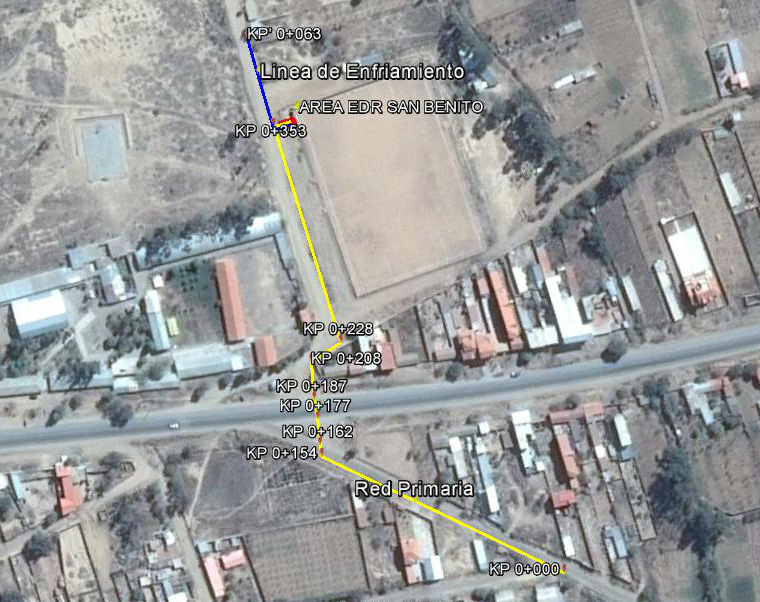 KP' 0+063
Linea de Enfriamiento
AREA EDR SAN BENITO
KP 0+353
KP 0+228
KP 0+208
KP 0+187
KP 0+177
KP 0+162
KP 0+154
Red Primaria
KP 0+000